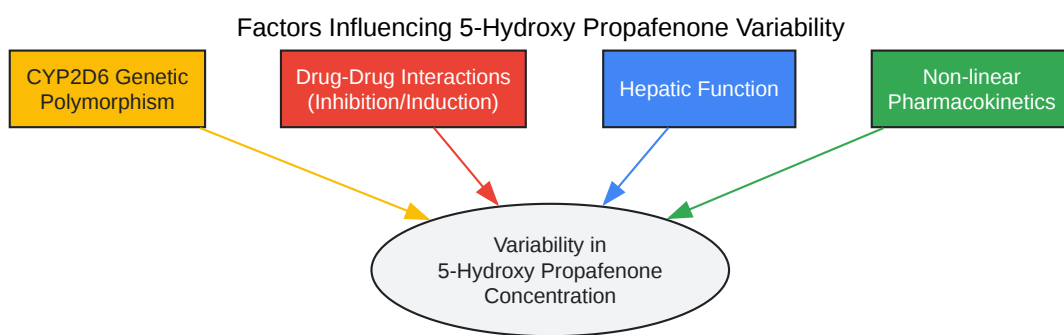 Factors Influencing 5-Hydroxy Propafenone Variability
CYP2D6 Genetic
Polymorphism
Drug-Drug Interactions
(Inhibition/Induction)
Hepatic Function
Non-linear
Pharmacokinetics
Variability in
5-Hydroxy Propafenone
Concentration